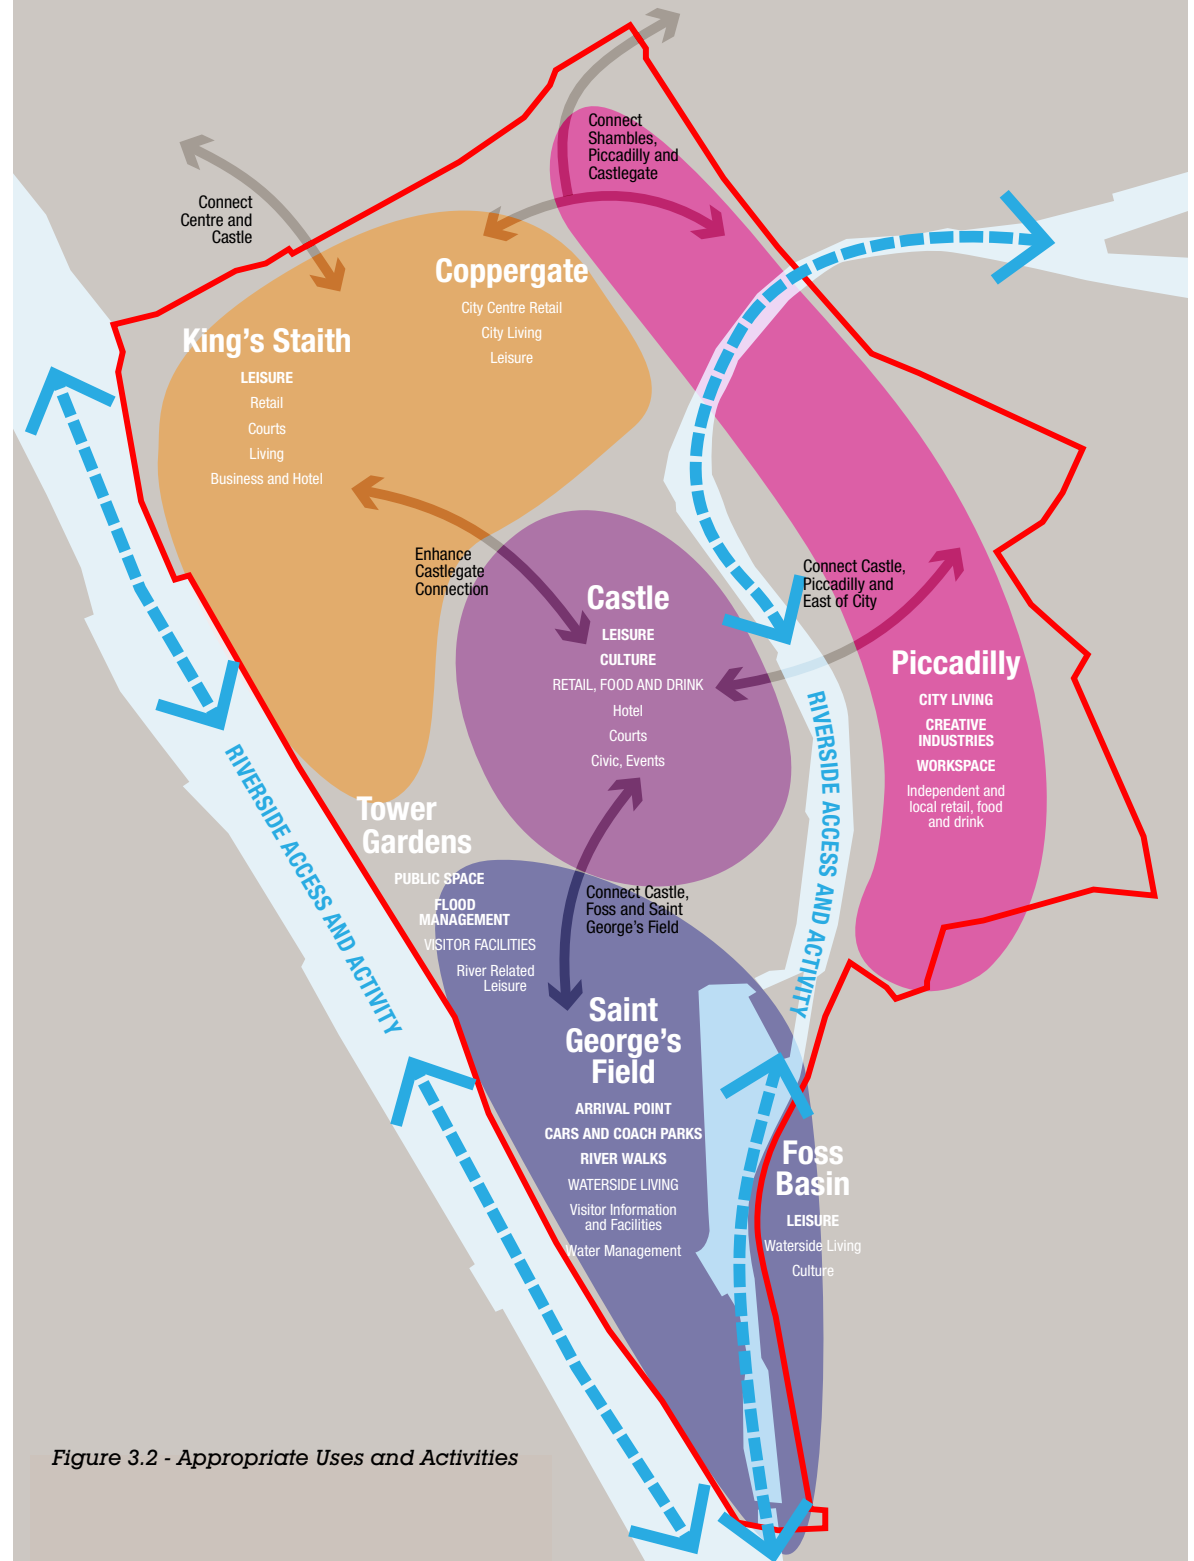 Connect
Shambles,
Piccadilly and
Castlegate
Connect
Centre and
Castle
Coppergate
City Centre Retail
City Living
Leisure
King's Staith
LEISURE
Retail
Courts
Living
Business and Hotel
Enhance
Castlegate
Connection
Castle
LEISURE
CULTURE
RETAIL, FOOD AND DRINK
Hotel
Courts
Civic, Events
Connect Castle,
Piccadilly and
East of City
Piccadilly
CITY LIVING
CREATIVE
INDUSTRIES
WORKSPACE
Independent and
local retail, food
and drink
RIVERSIDE ACCESS AND ACTIVITY
RIVERSIDE ACCESS AND ACTIVITY
Tower
Gardens
PUBLIC SPACE
FLOOD
MANAGEMENT
VISITOR FACILITIES
River Related
Leisure
Connect Castle,
Foss and Saint
George's Field
Saint
George's
Field
ARRIVAL POINT
CARS AND COACH PARKS
RIVER WALKS
WATERSIDE LIVING
Visitor Information
and Facilities
Water Management
Foss
Basin
LEISURE
Waterside Living
Culture
Figure 3.2 - Appropriate Uses and Activities